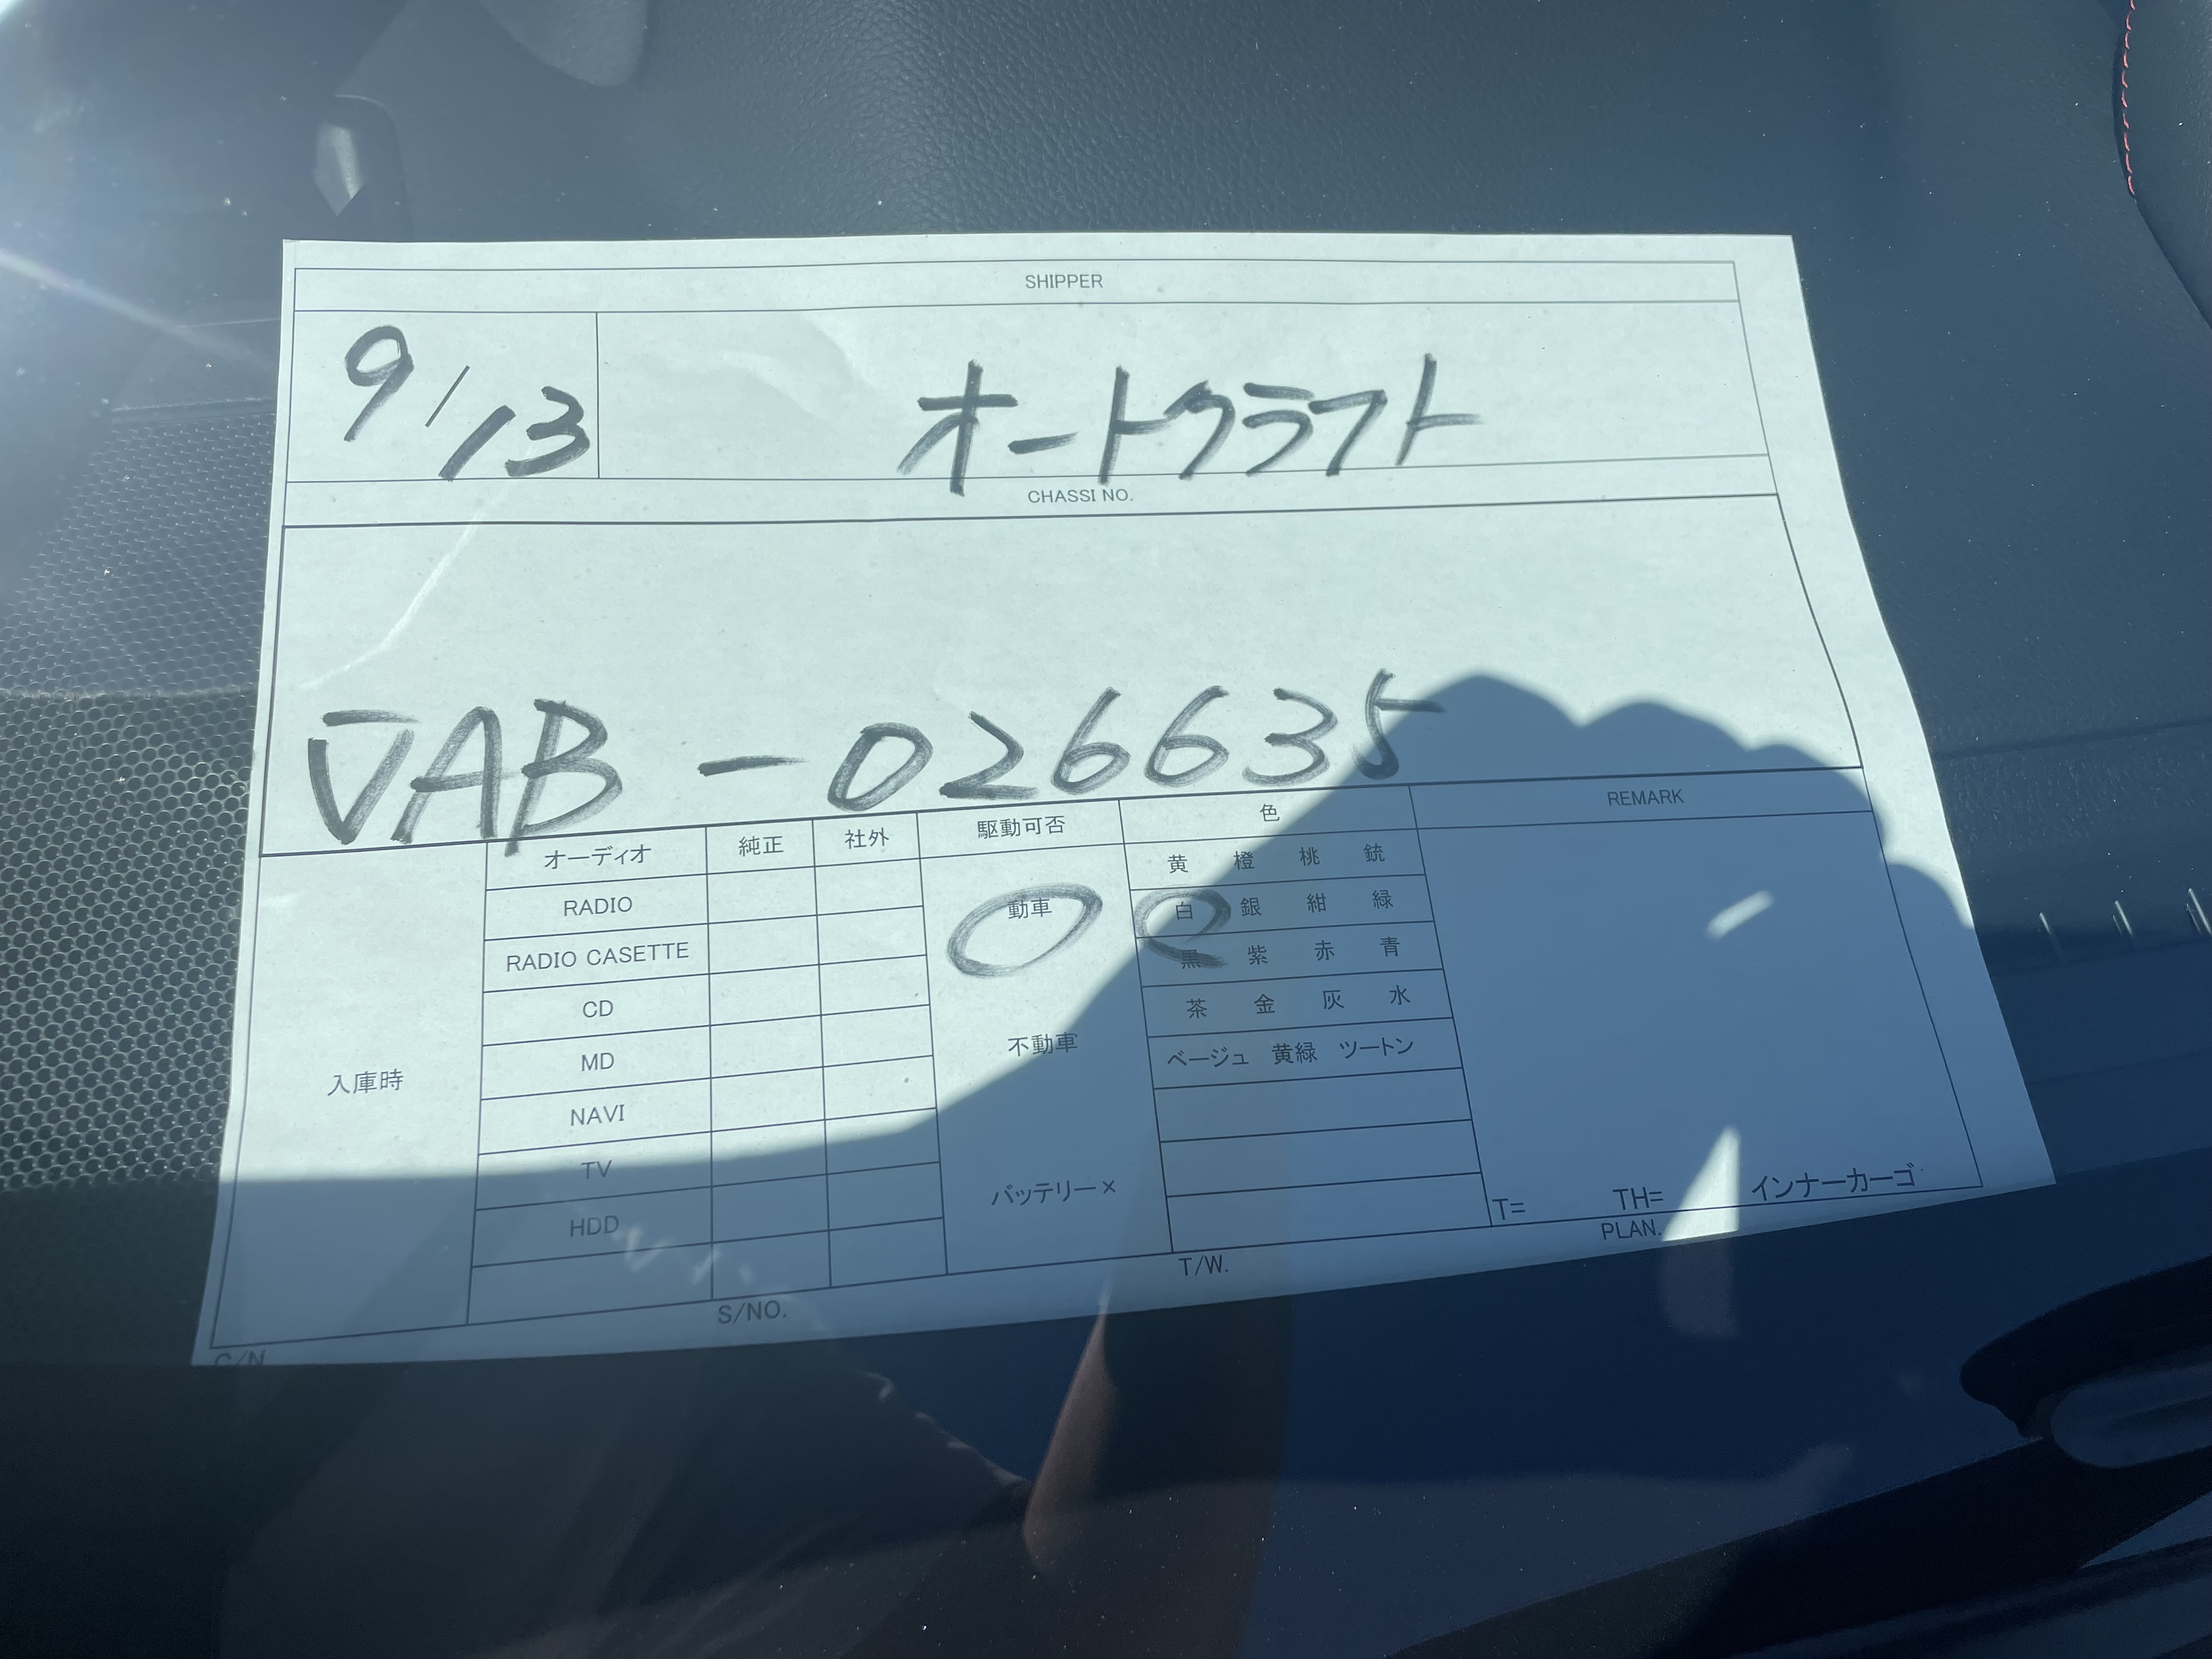 SHIPPER
9/13 オートクラフト
CHASSI NO.
VAB-026635
オーディオ 純正 社外 駆動可否 色 REMARK
黄 橙 桃 銃
RADIO 動車 白 銀 紺 緑
RADIO CASETTE 黒 紫 赤 青
CD 茶 金 灰 水
入庫時 MD 不動車 ベージュ 黄緑 ツートン
NAVI
TV バッテリー×
HDD T= TH= インナーカーゴ
C/N S/NO. T/W. PLAN.